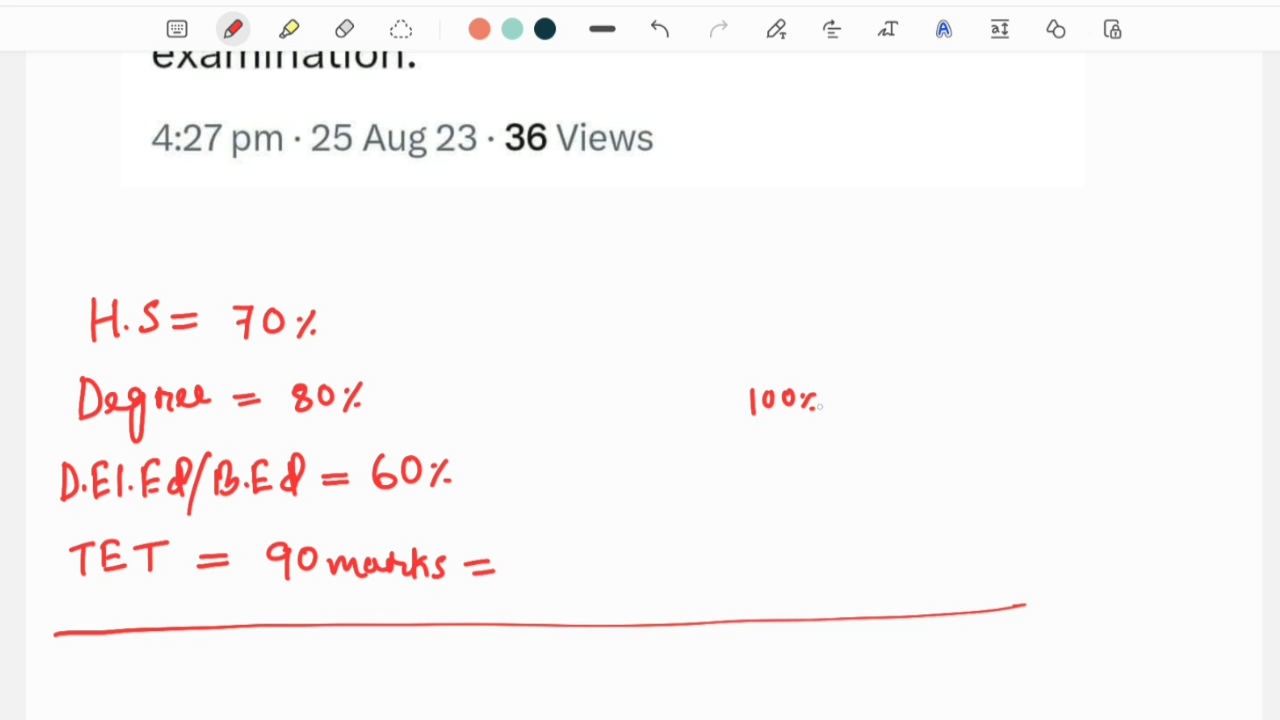 examination.
4:27 pm · 25 Aug 23 · 36 Views
H.S = 70%
Degree = 80%
100%
D.El.Ed/B.Ed = 60%
TET = 90 marks =